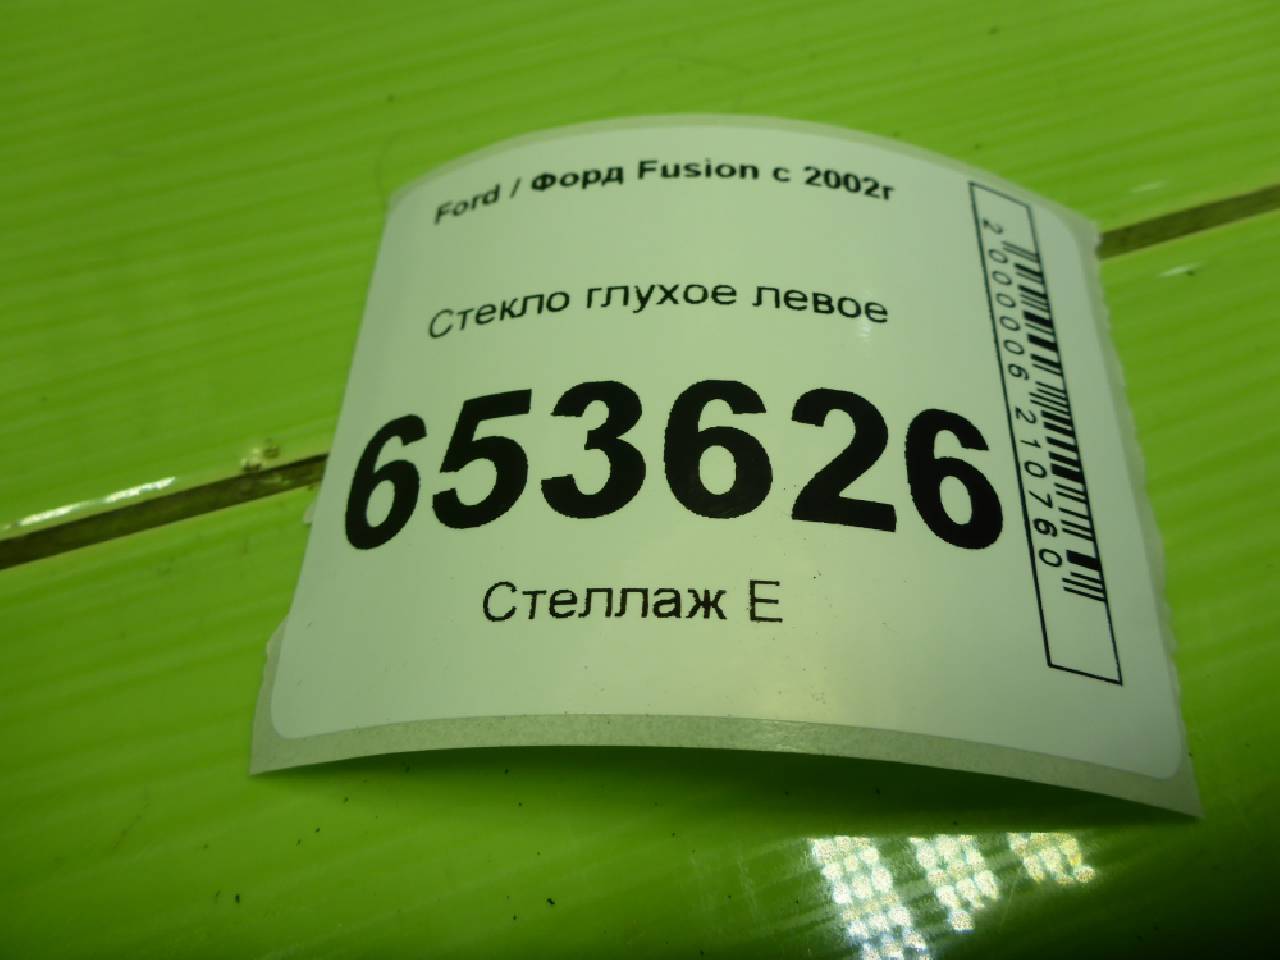 Ford / Форд Fusion с 2002г
Стекло глухое левое
653626
Стеллаж Е
2000006210760